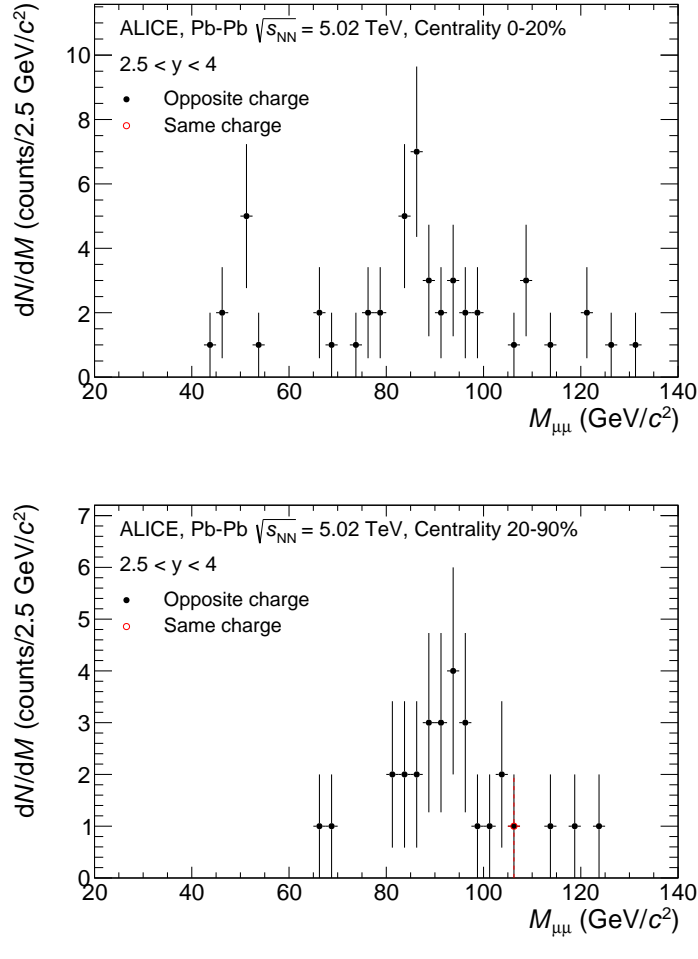 ALICE, Pb-Pb √s_NN = 5.02 TeV, Centrality 0-20%
2.5 < y < 4
Opposite charge
Same charge
dN/dM (counts/2.5 GeV/c²)
10
8
6
4
2
0
20 40 60 80 100 120 140
M_μμ (GeV/c²)
ALICE, Pb-Pb √s_NN = 5.02 TeV, Centrality 20-90%
2.5 < y < 4
Opposite charge
Same charge
dN/dM (counts/2.5 GeV/c²)
7
6
5
4
3
2
1
0
20 40 60 80 100 120 140
M_μμ (GeV/c²)